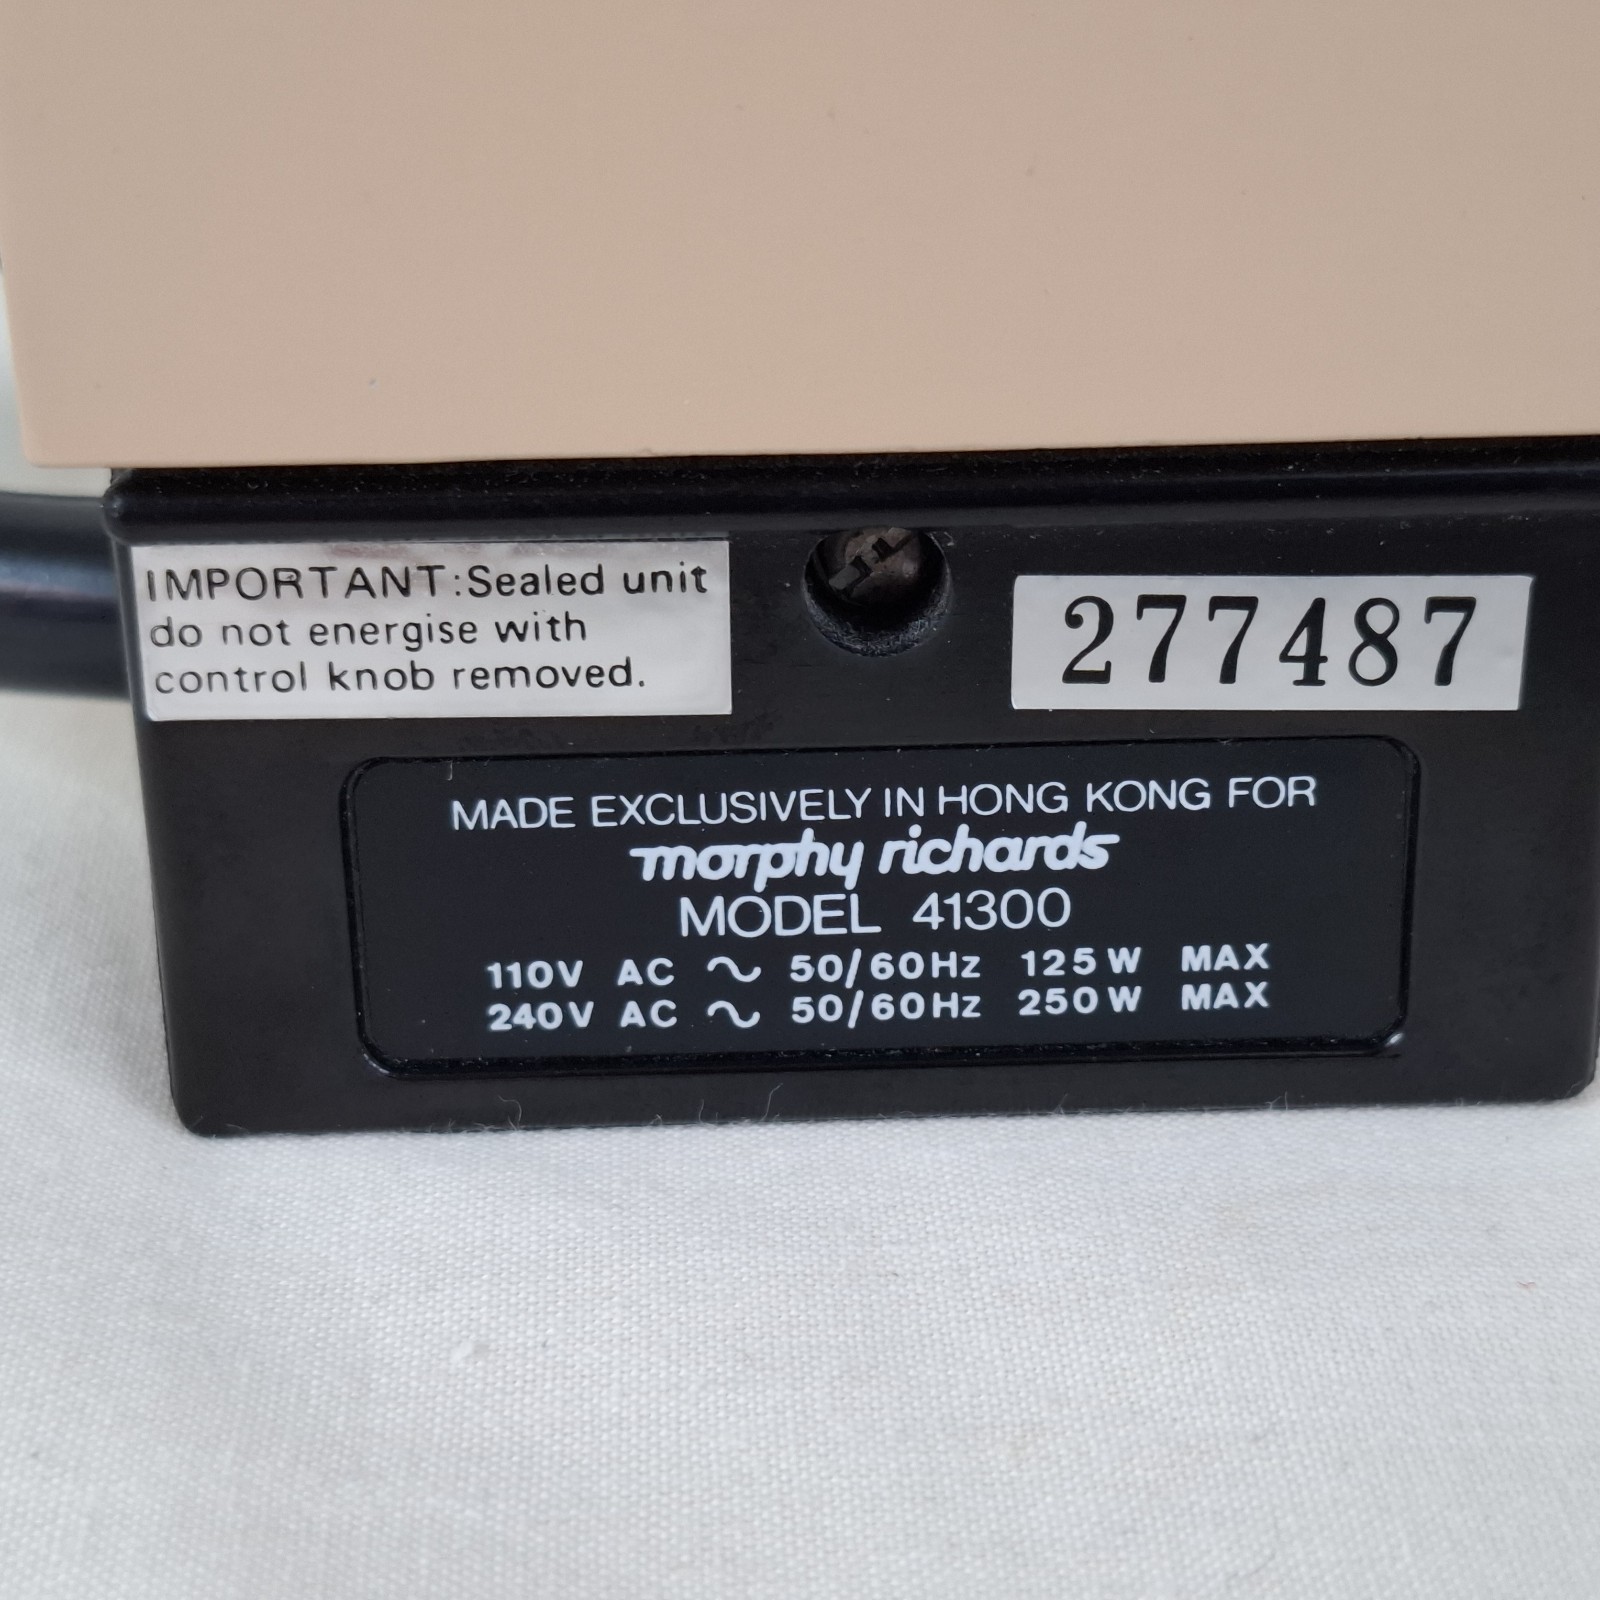 IMPORTANT:Sealed unit
do not energise with
control knob removed.
277487
MADE EXCLUSIVELY IN HONG KONG FOR
morphy richards
MODEL 41300
110V AC ∿ 50/60Hz 125W MAX
240V AC ∿ 50/60Hz 250W MAX